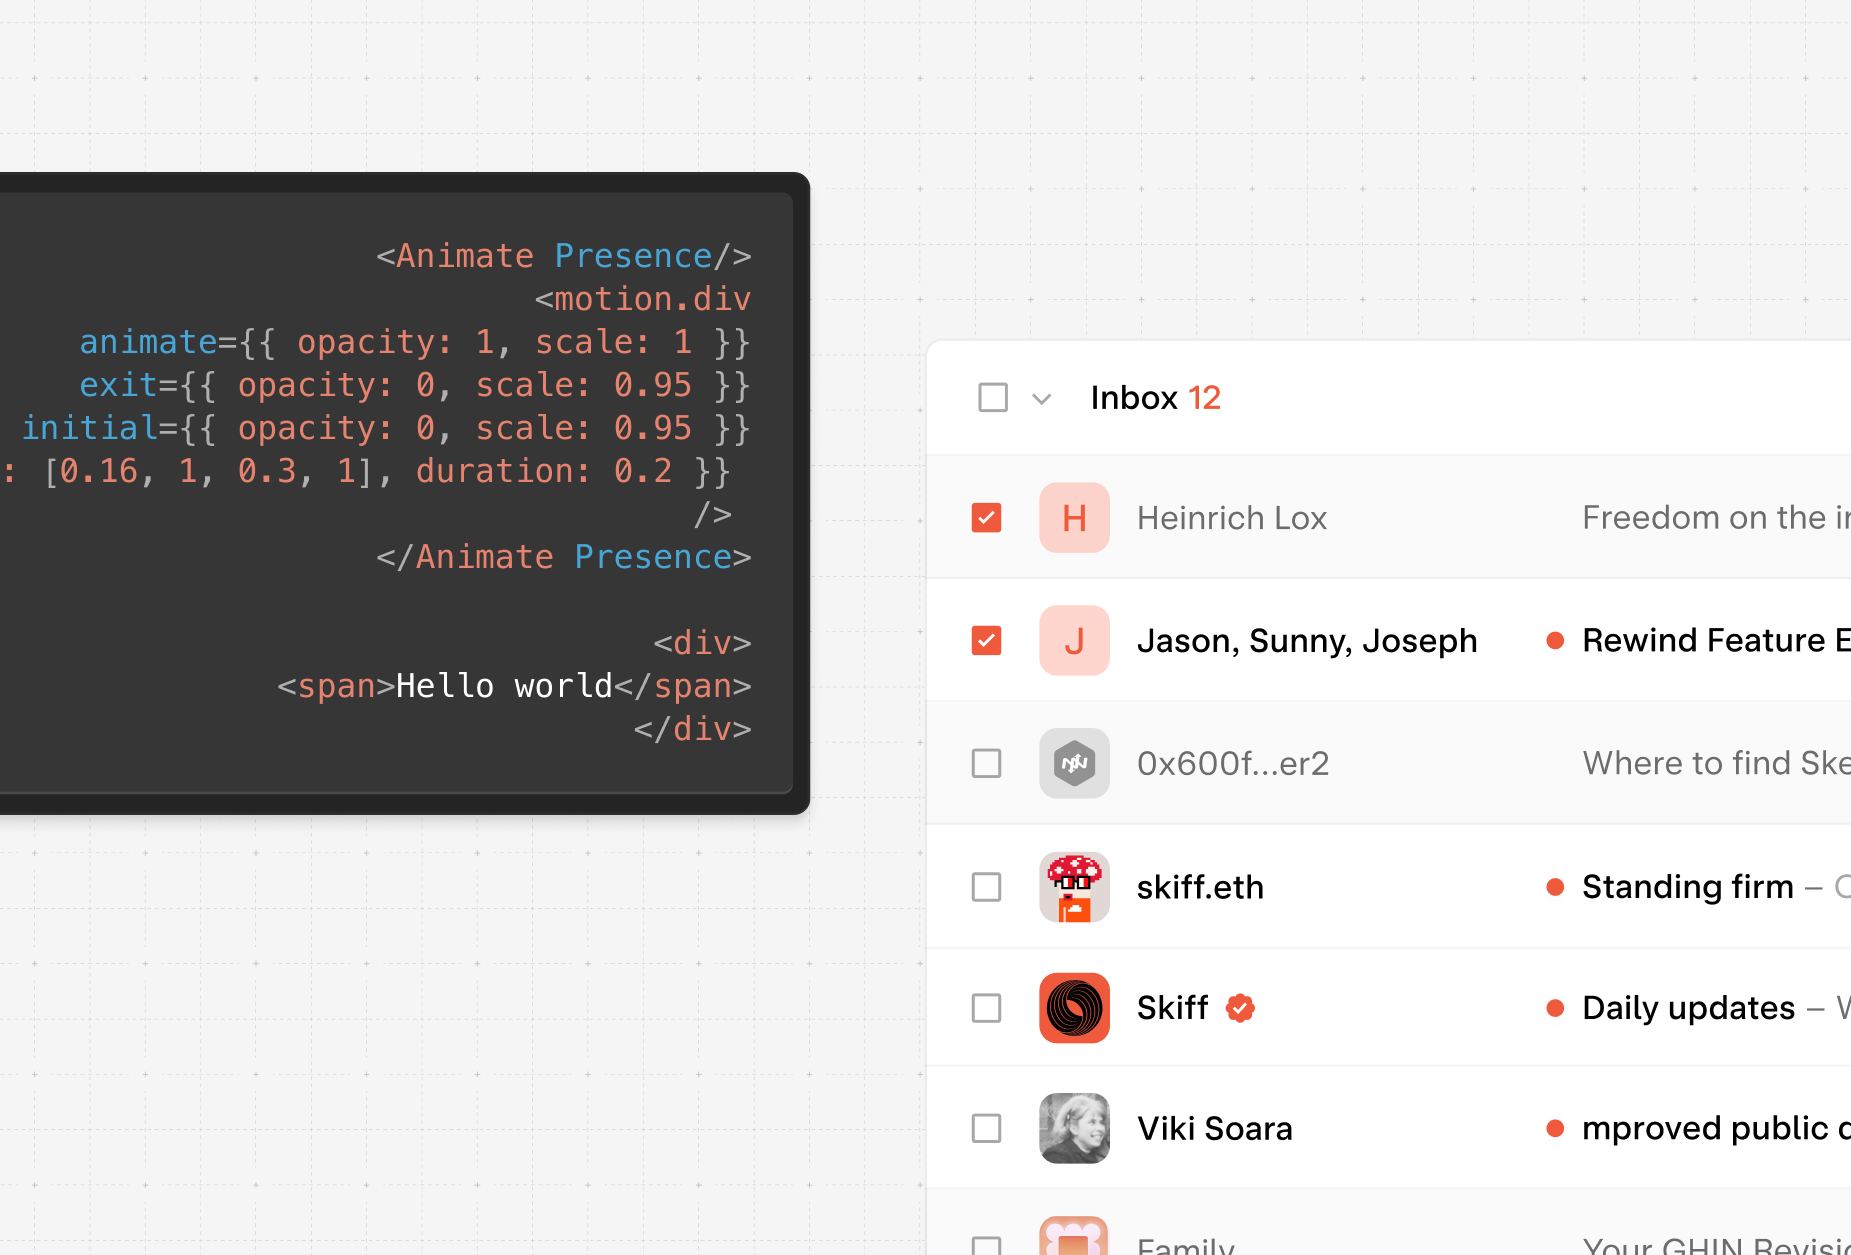 <Animate Presence/>
<motion.div
animate={{ opacity: 1, scale: 1 }}
exit={{ opacity: 0, scale: 0.95 }}
initial={{ opacity: 0, scale: 0.95 }}
: [0.16, 1, 0.3, 1], duration: 0.2 }}
/>
</Animate Presence>
<div>
<span>Hello world</span>
</div>
Inbox 12
H Heinrich Lox Freedom on the
J Jason, Sunny, Joseph Rewind Feature
0x600f...er2 Where to find
skiff.eth Standing firm –
Skiff Daily updates –
Viki Soara mproved public
Family Your GHIN